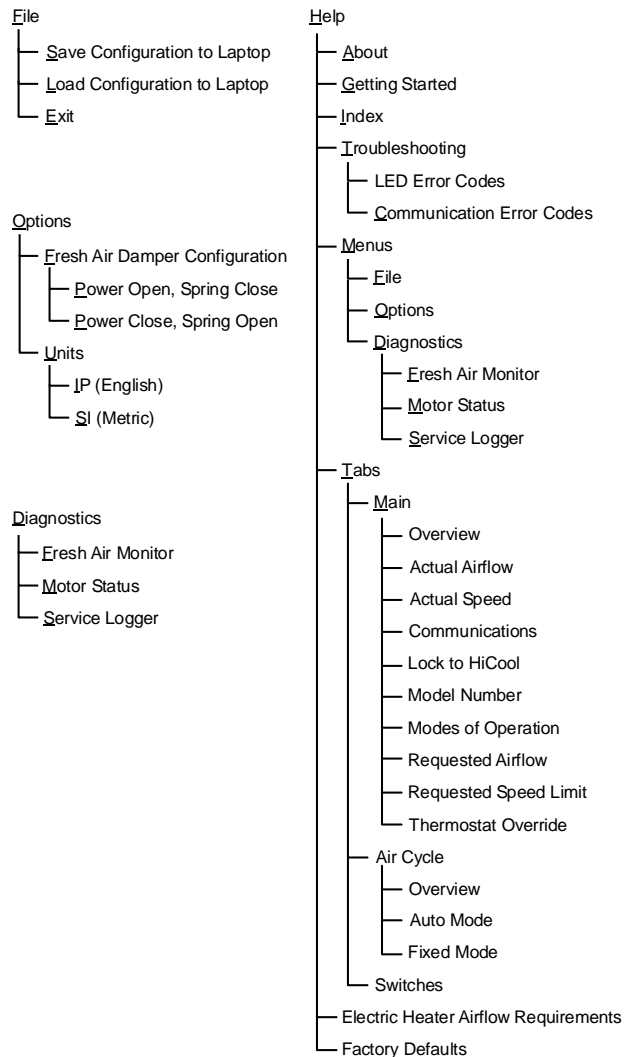 File
Save Configuration to Laptop
Load Configuration to Laptop
Exit
Options
Fresh Air Damper Configuration
Power Open, Spring Close
Power Close, Spring Open
Units
IP (English)
SI (Metric)
Diagnostics
Fresh Air Monitor
Motor Status
Service Logger
Help
About
Getting Started
Index
Troubleshooting
LED Error Codes
Communication Error Codes
Menus
File
Options
Diagnostics
Fresh Air Monitor
Motor Status
Service Logger
Tabs
Main
Overview
Actual Airflow
Actual Speed
Communications
Lock to HiCool
Model Number
Modes of Operation
Requested Airflow
Requested Speed Limit
Thermostat Override
Air Cycle
Overview
Auto Mode
Fixed Mode
Switches
Electric Heater Airflow Requirements
Factory Defaults